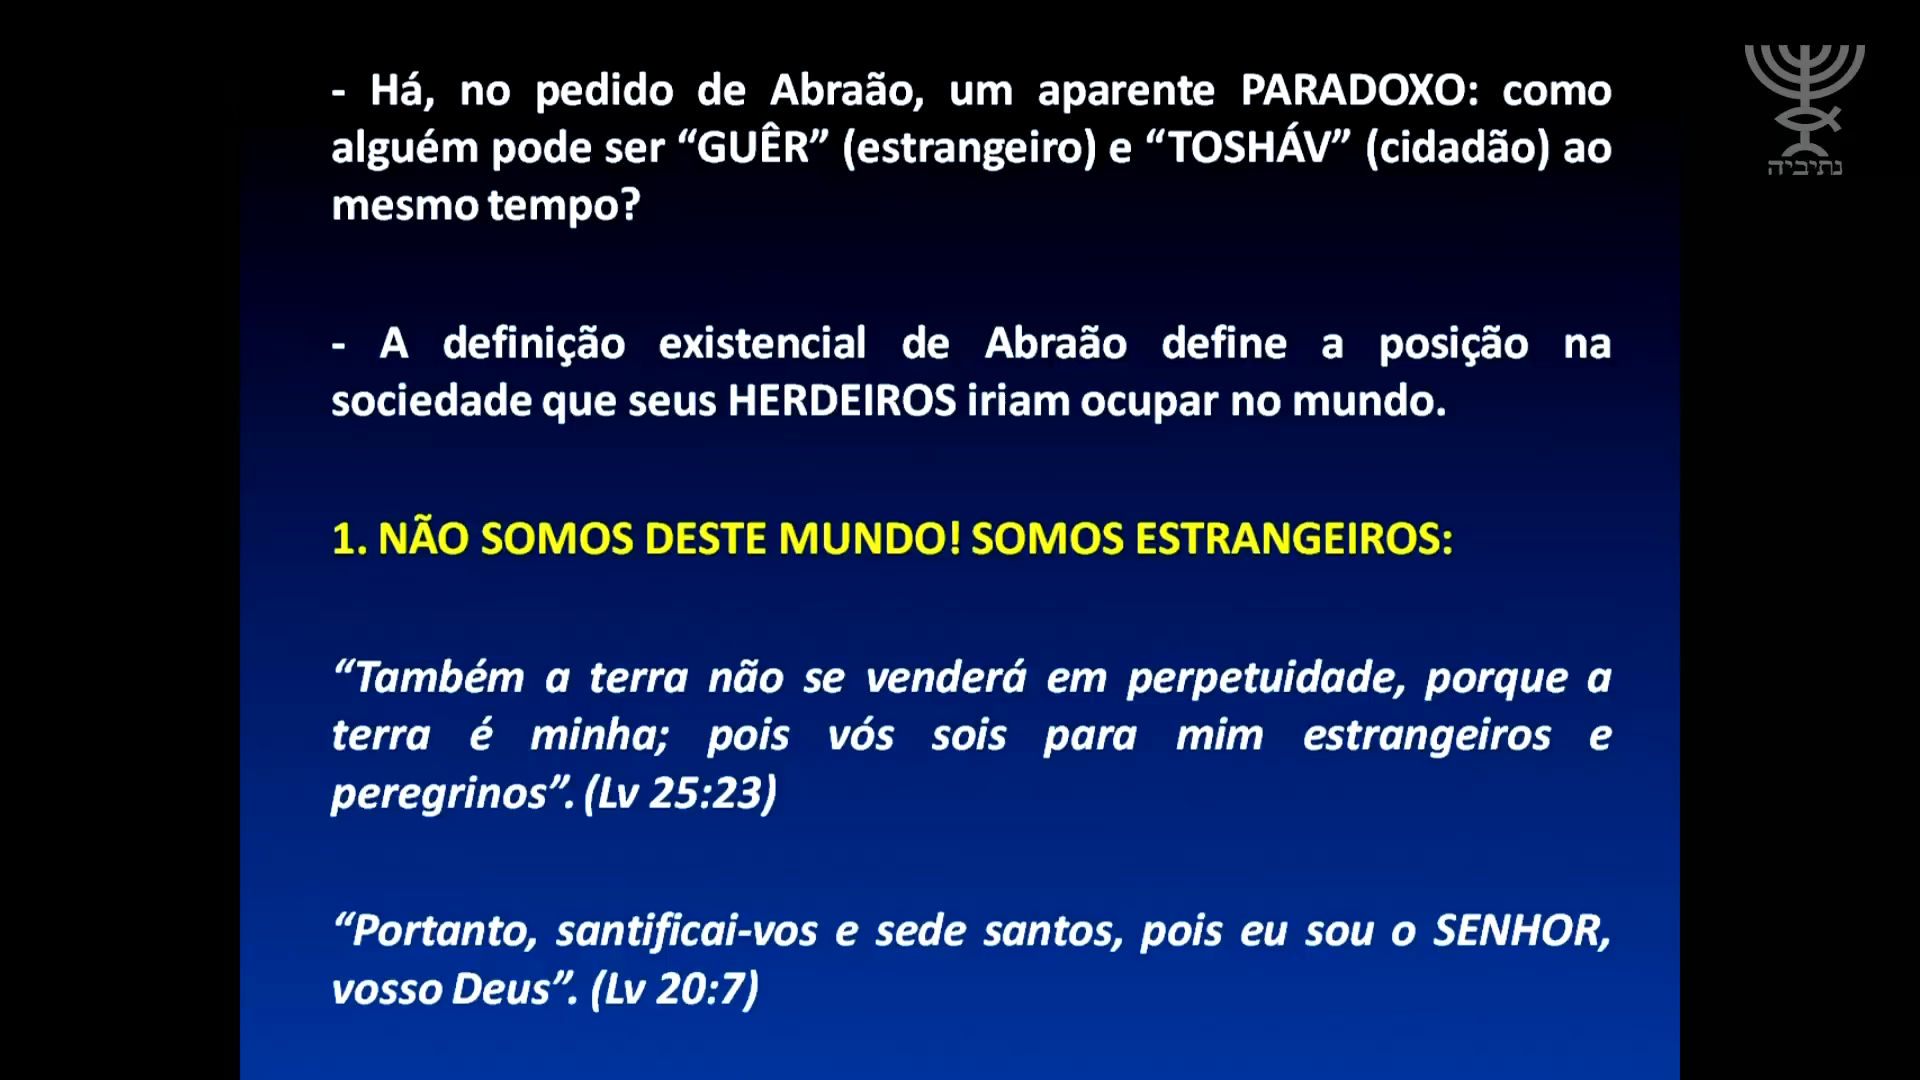 - Há, no pedido de Abraão, um aparente PARADOXO: como
alguém pode ser “GUÊR” (estrangeiro) e “TOSHÁV” (cidadão) ao
mesmo tempo?
- A definição existencial de Abraão define a posição na
sociedade que seus HERDEIROS iriam ocupar no mundo.
1. NÃO SOMOS DESTE MUNDO! SOMOS ESTRANGEIROS:
“Também a terra não se venderá em perpetuidade, porque a
terra é minha; pois vós sois para mim estrangeiros e
peregrinos”. (Lv 25:23)
“Portanto, santificai-vos e sede santos, pois eu sou o SENHOR,
vosso Deus”. (Lv 20:7)
נתיביה